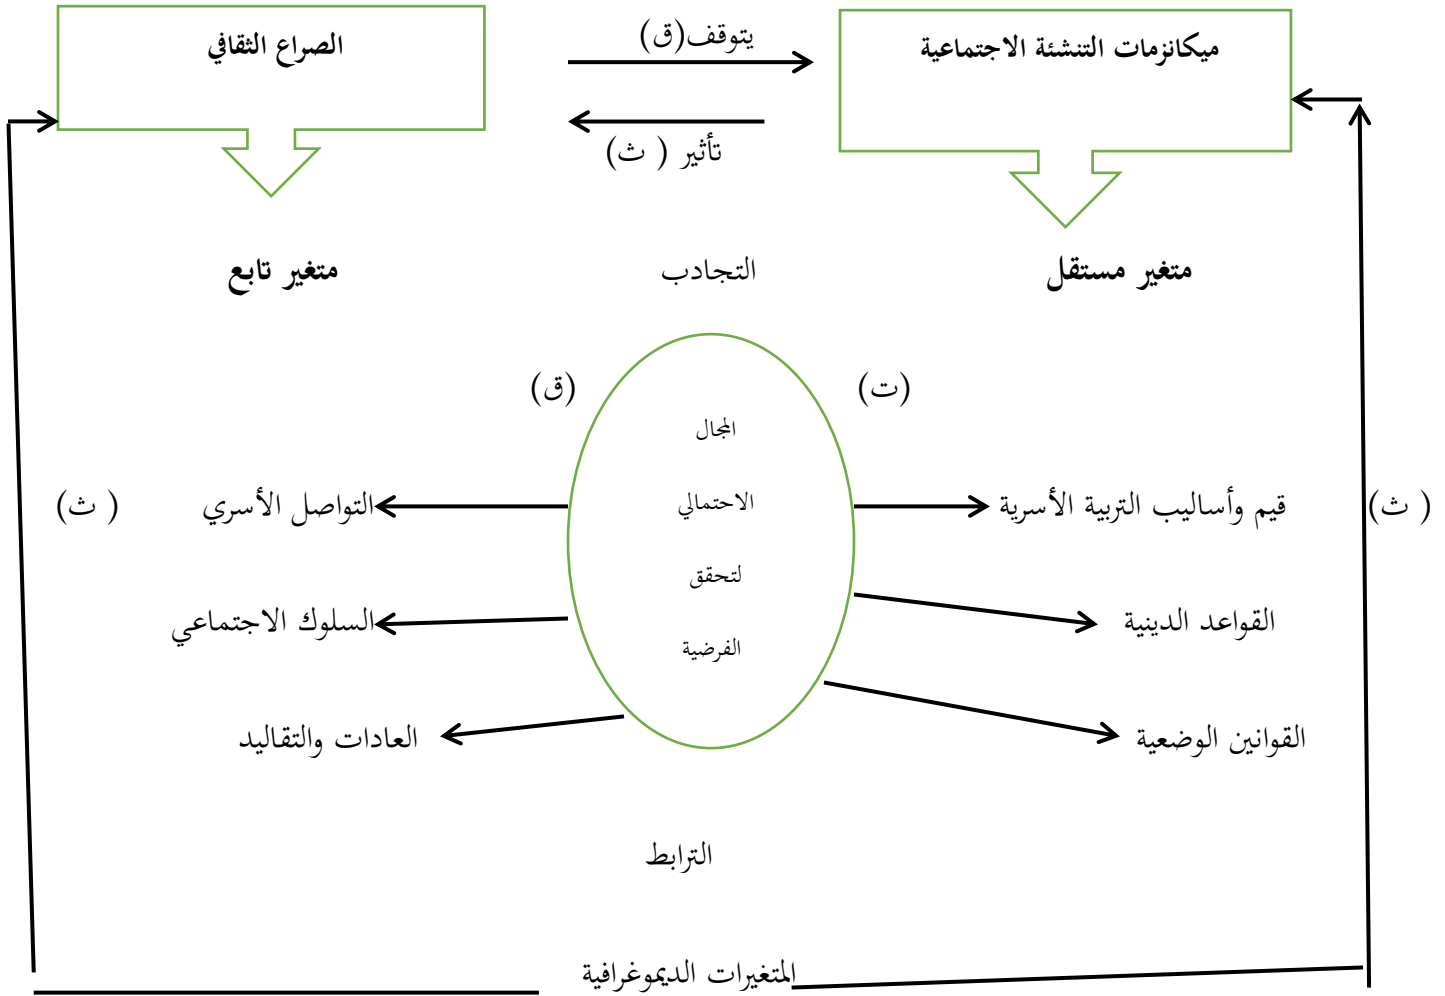 ميكانزمات التنشئة الاجتماعية
يتوقف(ق)
الصراع الثقافي
تأثير ( ث)
متغير مستقل
التجادب
متغير تابع
(ت)
(ق)
المجال
الاحتمالي
لتحقق
الفرضية
( ث)
قيم وأساليب التربية الأسرية
التواصل الأسري
( ث)
القواعد الدينية
السلوك الاجتماعي
القوانين الوضعية
العادات والتقاليد
الترابط
المتغيرات الديموغرافية